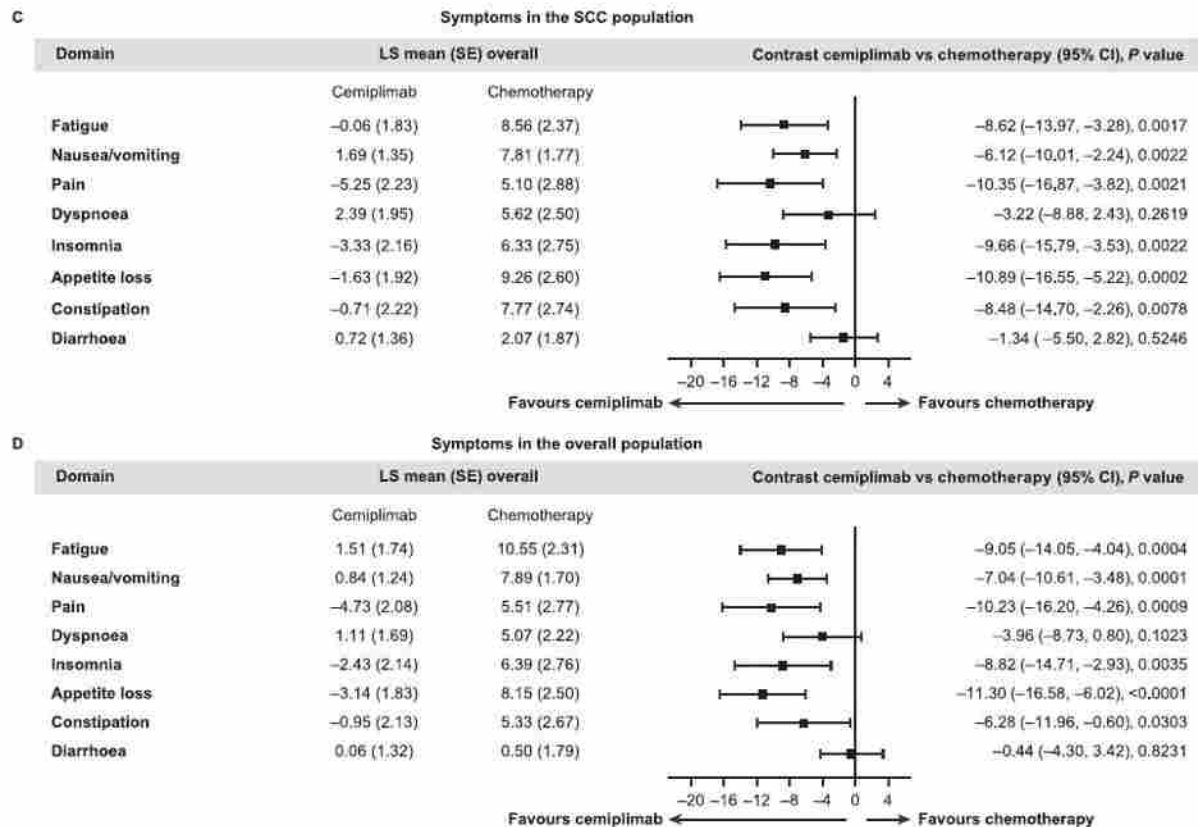 C Symptoms in the SCC population
Domain LS mean (SE) overall Contrast cemiplimab vs chemotherapy (95% CI), P value
Cemiplimab Chemotherapy
Fatigue −0.06 (1.83) 8.56 (2.37) −8.62 (−13.97, −3.28), 0.0017
Nausea/vomiting 1.69 (1.35) 7.81 (1.77) −6.12 (−10.01, −2.24), 0.0022
Pain −5.25 (2.23) 5.10 (2.88) −10.35 (−16.87, −3.82), 0.0021
Dyspnoea 2.39 (1.95) 5.62 (2.50) −3.22 (−8.88, 2.43), 0.2619
Insomnia −3.33 (2.16) 6.33 (2.75) −9.66 (−15.79, −3.53), 0.0022
Appetite loss −1.63 (1.92) 9.26 (2.60) −10.89 (−16.55, −5.22), 0.0002
Constipation −0.71 (2.22) 7.77 (2.74) −8.48 (−14.70, −2.26), 0.0078
Diarrhoea 0.72 (1.36) 2.07 (1.87) −1.34 ( −5.50, 2.82), 0.5246
−20 −16 −12 −8 −4 0 4
Favours cemiplimab Favours chemotherapy
D Symptoms in the overall population
Domain LS mean (SE) overall Contrast cemiplimab vs chemotherapy (95% CI), P value
Cemiplimab Chemotherapy
Fatigue 1.51 (1.74) 10.55 (2.31) −9.05 (−14.05, −4.04), 0.0004
Nausea/vomiting 0.84 (1.24) 7.89 (1.70) −7.04 (−10.61, −3.48), 0.0001
Pain −4.73 (2.08) 5.51 (2.77) −10.23 (−16.20, −4.26), 0.0009
Dyspnoea 1.11 (1.69) 5.07 (2.22) −3.96 (−8.73, 0.80), 0.1023
Insomnia −2.43 (2.14) 6.39 (2.76) −8.82 (−14.71, −2.93), 0.0035
Appetite loss −3.14 (1.83) 8.15 (2.50) −11.30 (−16.58, −6.02), <0.0001
Constipation −0.95 (2.13) 5.33 (2.67) −6.28 (−11.96, −0.60), 0.0303
Diarrhoea 0.06 (1.32) 0.50 (1.79) −0.44 (−4.30, 3.42), 0.8231
−20 −16 −12 −8 −4 0 4
Favours cemiplimab Favours chemotherapy